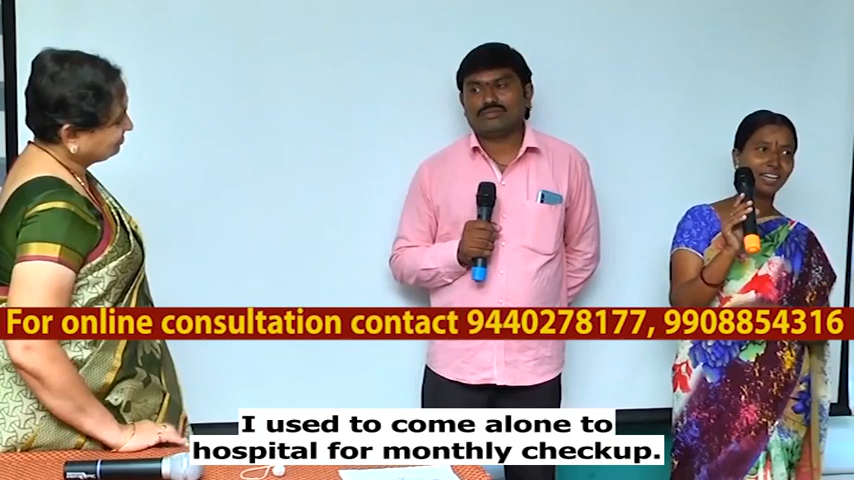 For online consultation contact 9440278177, 9908854316
I used to come alone to
hospital for monthly checkup.